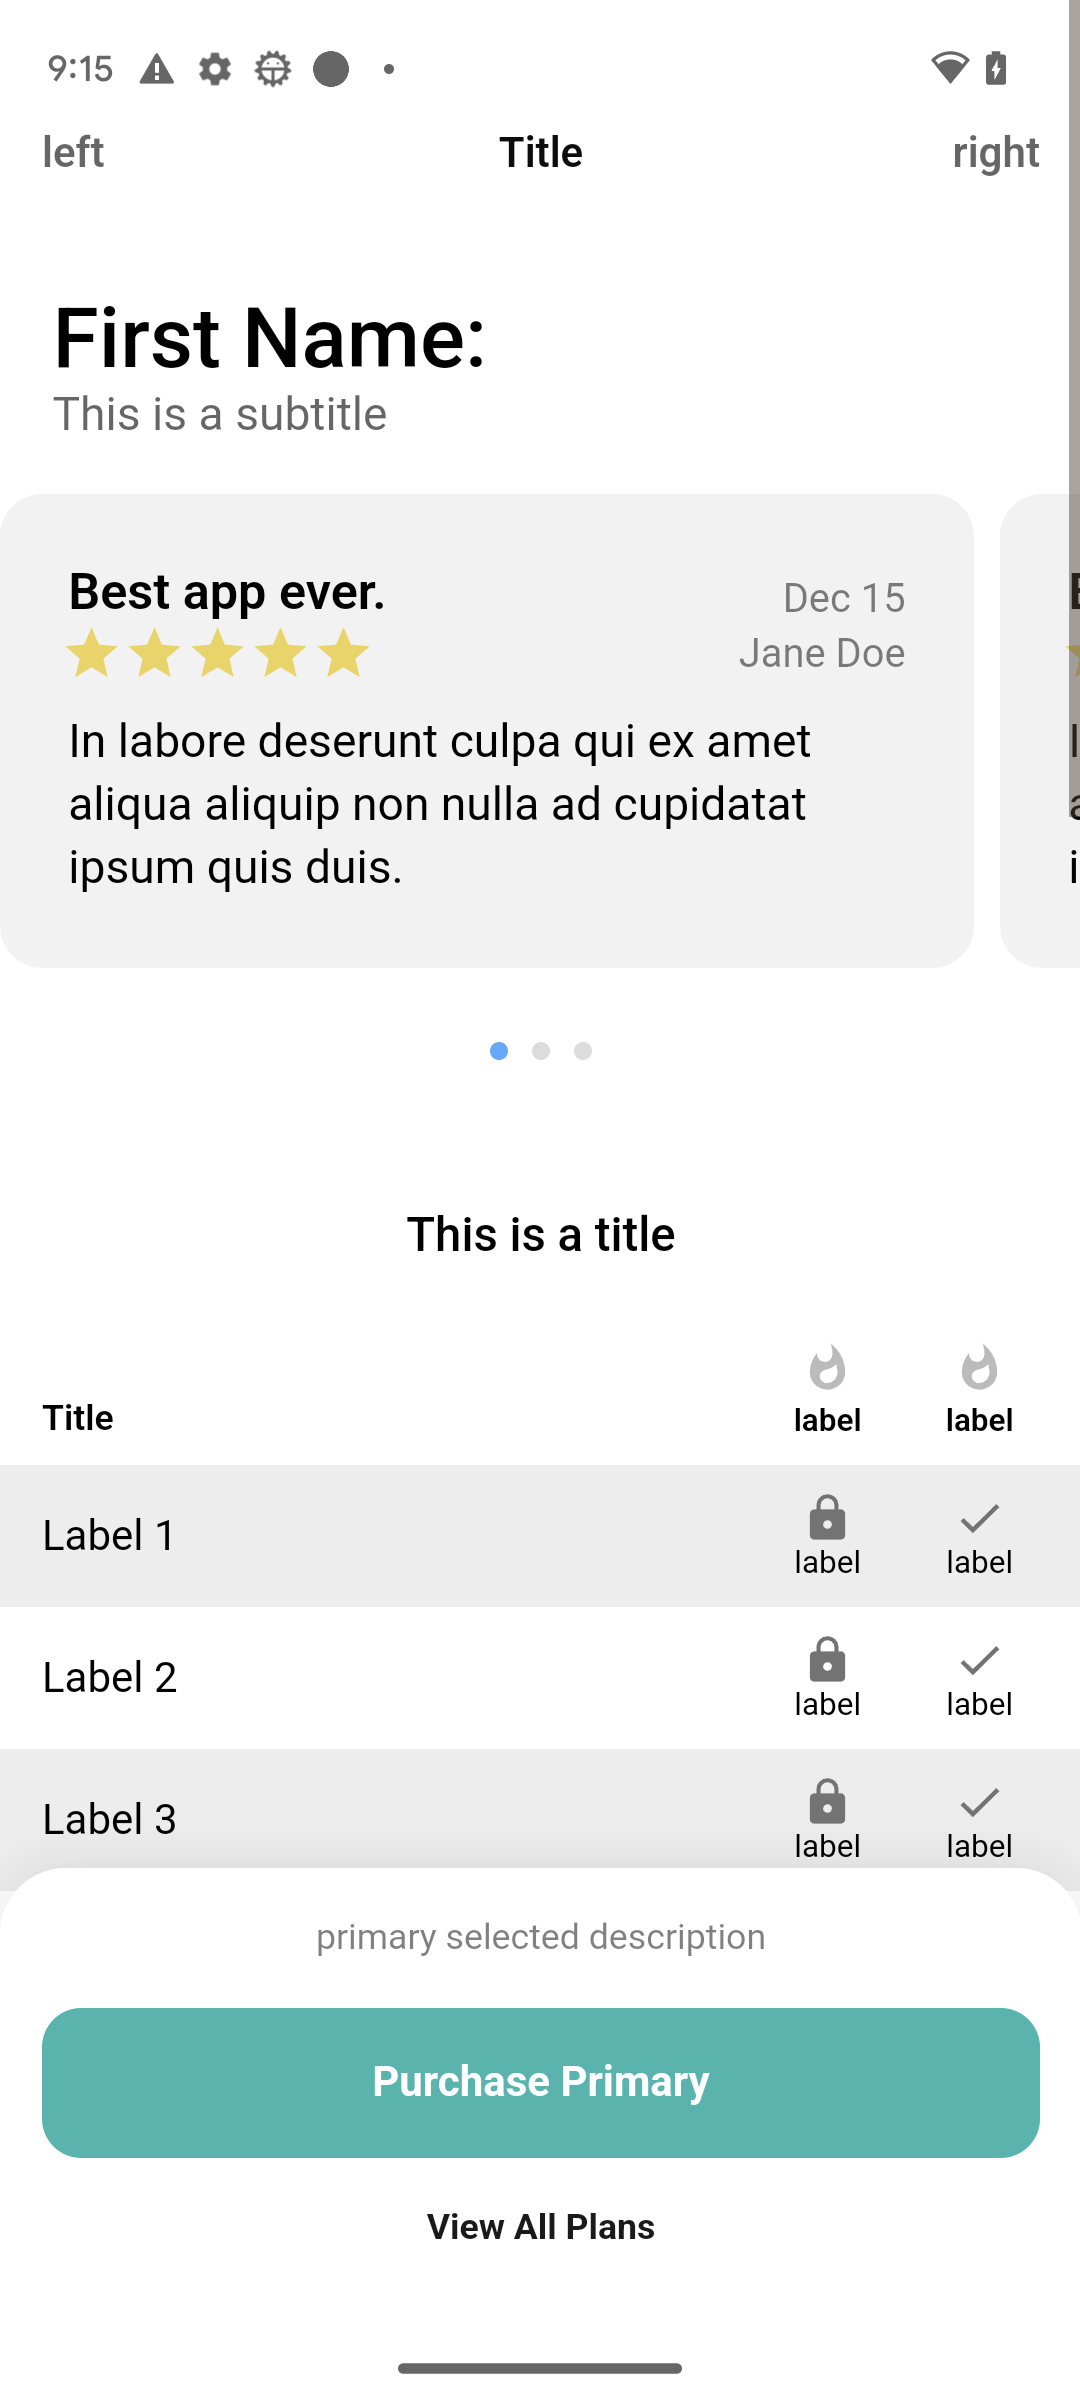 9:15
left Title right
First Name:
This is a subtitle
Best app ever.
Dec 15
Jane Doe
In labore deserunt culpa qui ex amet
aliqua aliquip non nulla ad cupidatat
ipsum quis duis.
This is a title
Title label label
Label 1 label label
Label 2 label label
Label 3 label label
primary selected description
Purchase Primary
View All Plans